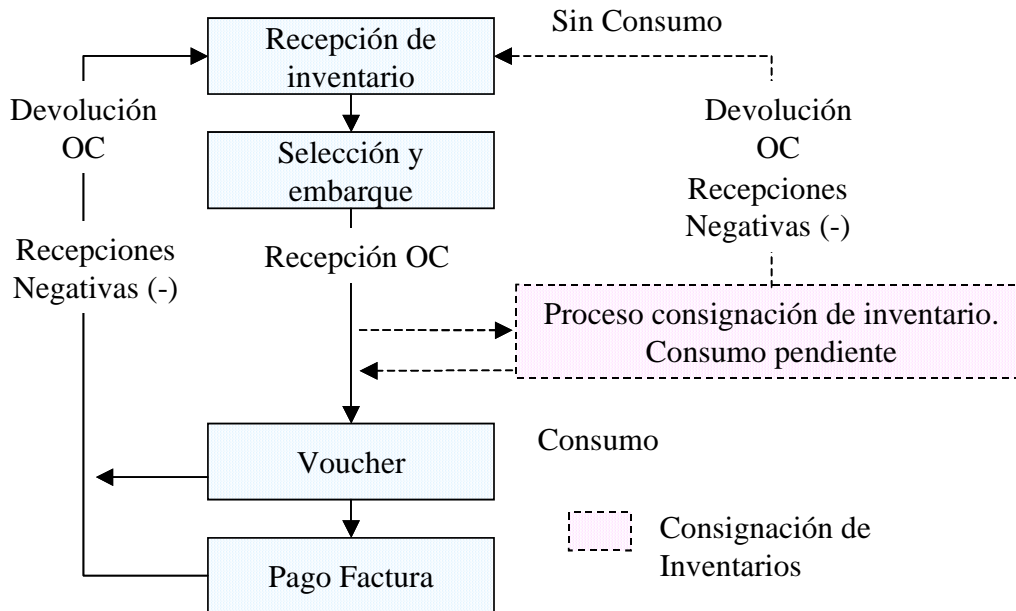 Sin Consumo
Recepción de
inventario
Devolución
OC
Devolución
OC
Selección y
embarque
Recepciones
Negativas (-)
Recepciones
Negativas (-)
Recepción OC
Proceso consignación de inventario.
Consumo pendiente
Voucher
Consumo
Pago Factura
Consignación de
Inventarios